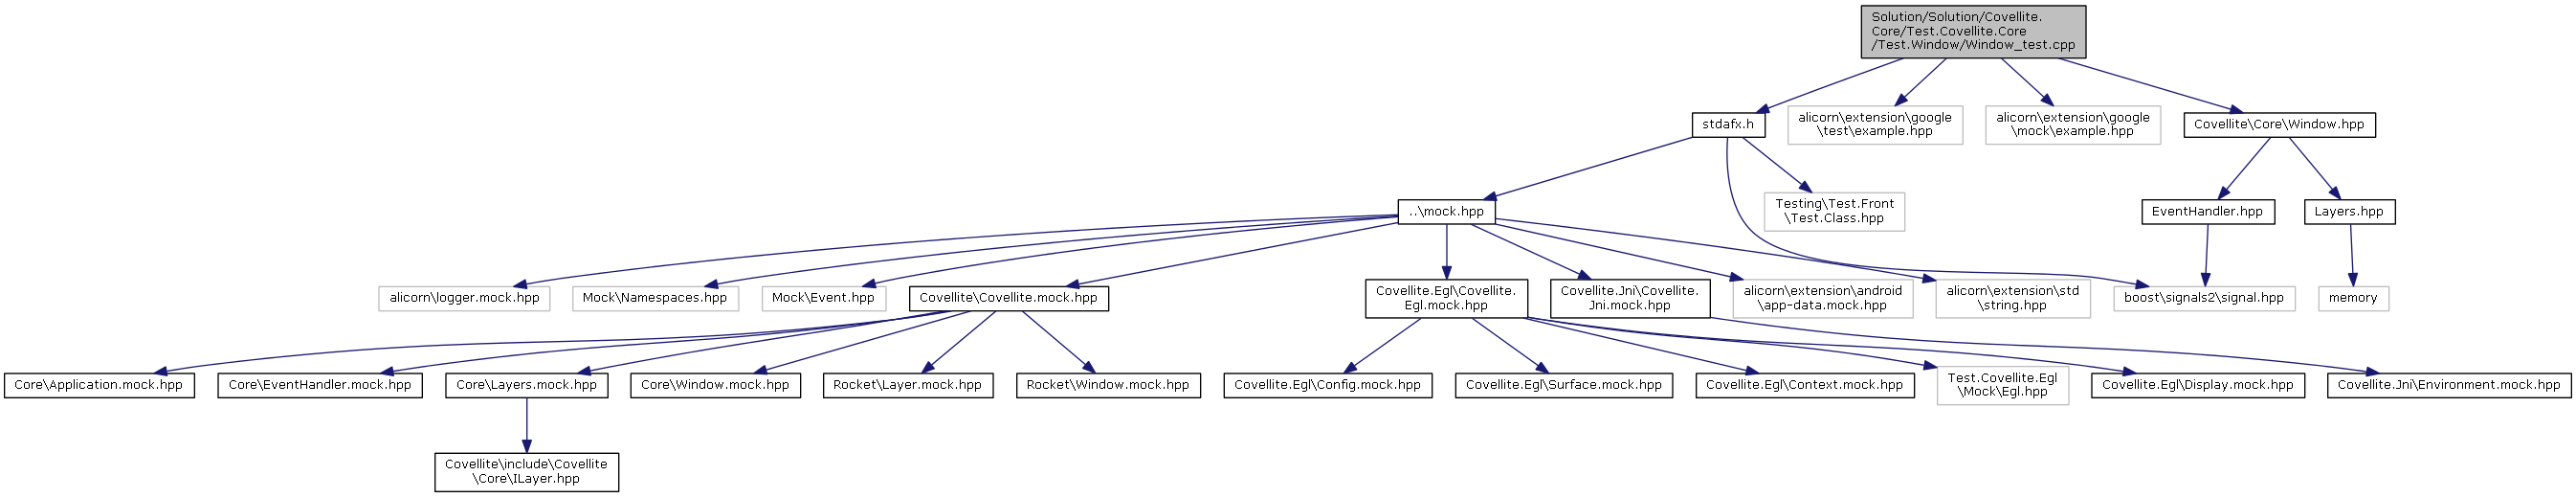 Solution/Solution/Covellite.
Core/Test.Covellite.Core
/Test.Window/Window_test.cpp
stdafx.h
alicorn\extension\google
\test\example.hpp
alicorn\extension\google
\mock\example.hpp
Covellite\Core\Window.hpp
..\mock.hpp
Testing\Test.Front
\Test.Class.hpp
EventHandler.hpp
Layers.hpp
alicorn\logger.mock.hpp
Mock\Namespaces.hpp
Mock\Event.hpp
Covellite\Covellite.mock.hpp
Covellite.Egl\Covellite.
Egl.mock.hpp
Covellite.Jni\Covellite.
Jni.mock.hpp
alicorn\extension\android
\app-data.mock.hpp
alicorn\extension\std
\string.hpp
boost\signals2\signal.hpp
memory
Core\Application.mock.hpp
Core\EventHandler.mock.hpp
Core\Layers.mock.hpp
Core\Window.mock.hpp
Rocket\Layer.mock.hpp
Rocket\Window.mock.hpp
Covellite.Egl\Config.mock.hpp
Covellite.Egl\Surface.mock.hpp
Covellite.Egl\Context.mock.hpp
Test.Covellite.Egl
\Mock\Egl.hpp
Covellite.Egl\Display.mock.hpp
Covellite.Jni\Environment.mock.hpp
Covellite\include\Covellite
\Core\ILayer.hpp